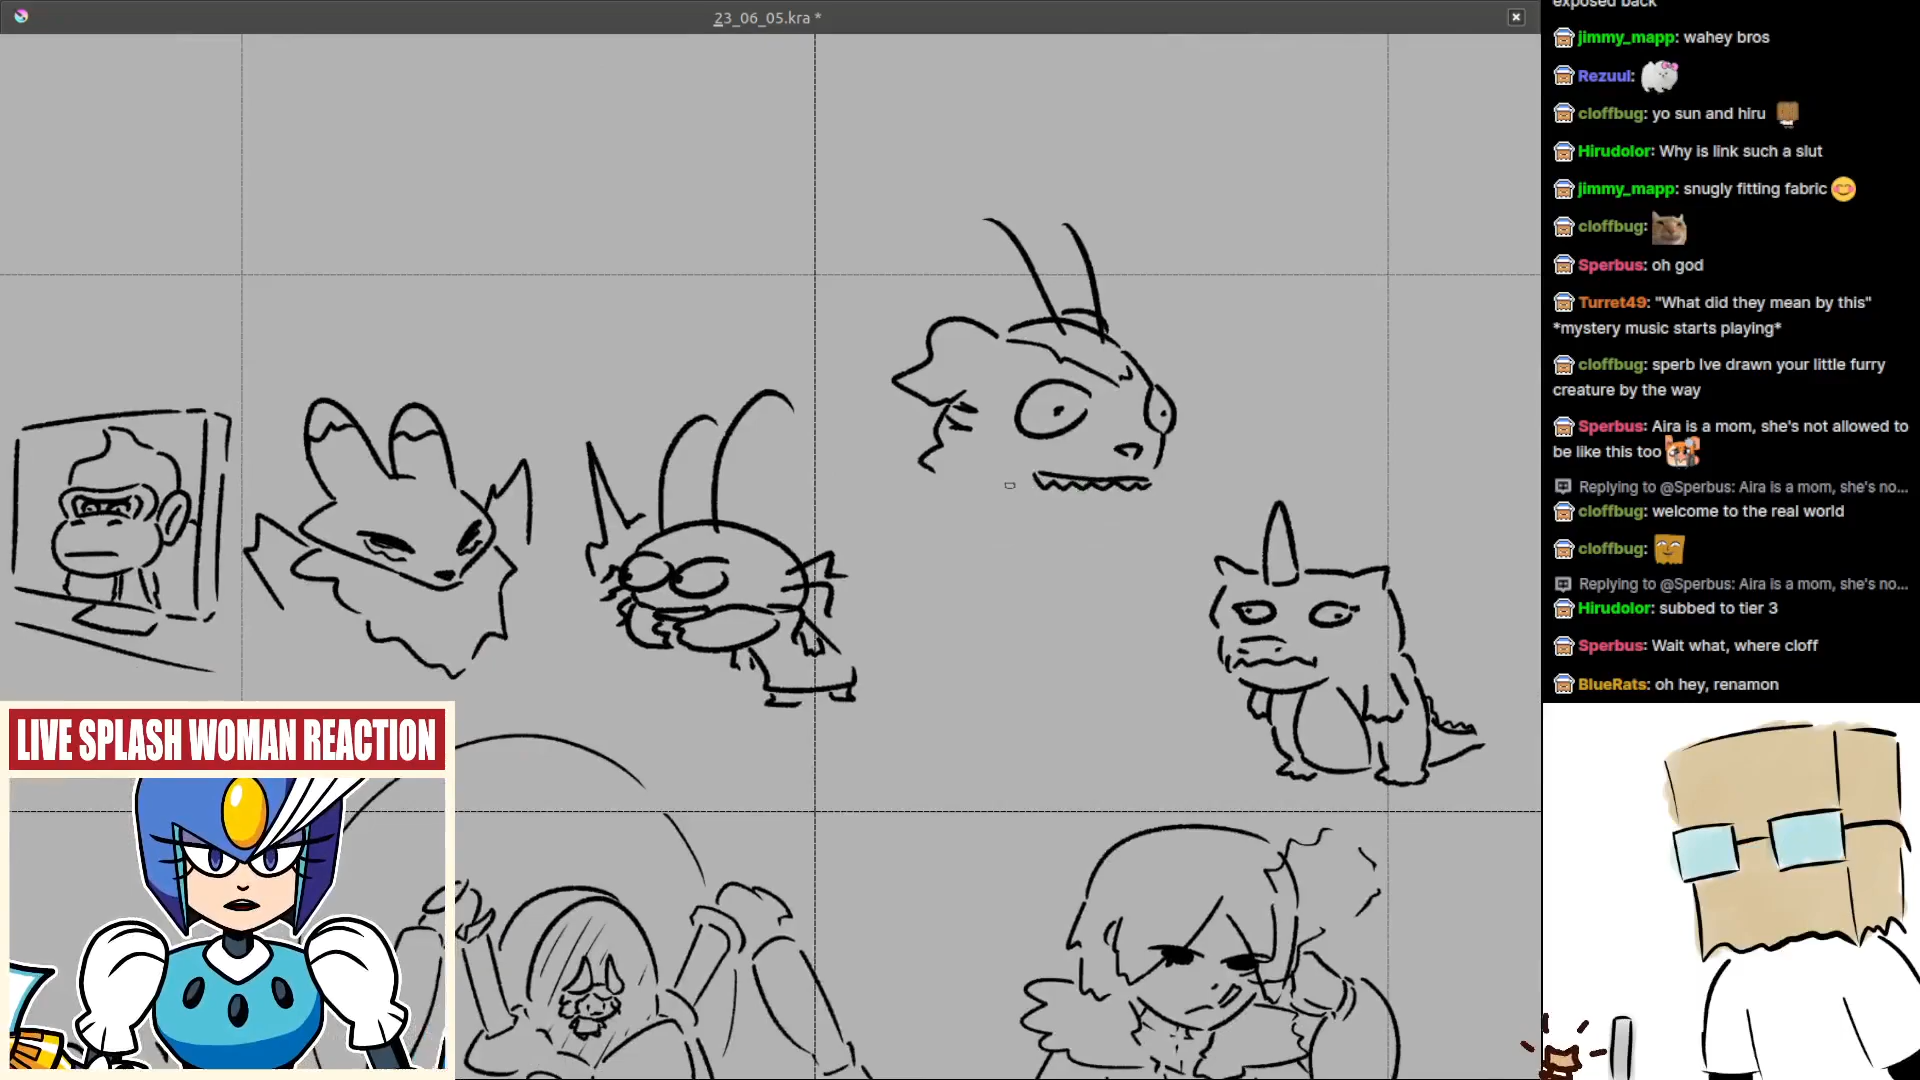 23_06_05.kra *
exposed back
jimmy_mapp: wahey bros
Rezuul:
cloffbug: yo sun and hiru
Hirudolor: Why is link such a slut
jimmy_mapp: snugly fitting fabric
cloffbug:
Sperbus: oh god
Turret49: "What did they mean by this"
*mystery music starts playing*
cloffbug: sperb Ive drawn your little furry
creature by the way
Sperbus: Aira is a mom, she's not allowed to
be like this too
Replying to @Sperbus: Aira is a mom, she's no...
cloffbug: welcome to the real world
cloffbug:
Replying to @Sperbus: Aira is a mom, she's no...
Hirudolor: subbed to tier 3
Sperbus: Wait what, where cloff
BlueRats: oh hey, renamon
LIVE SPLASH WOMAN REACTION